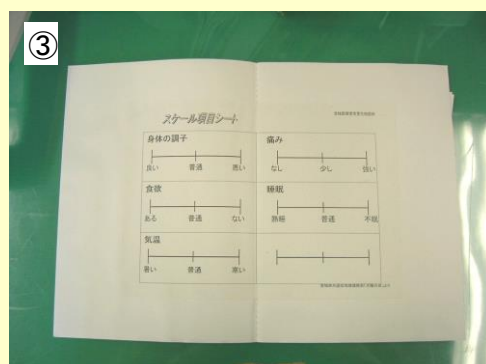 ③
スケール項目シート
身体の調子
痛み
良い 普通 悪い
なし 少し 強い
食欲
睡眠
ある 普通 ない
熟睡 普通 不眠
気温
暑い 普通 寒い